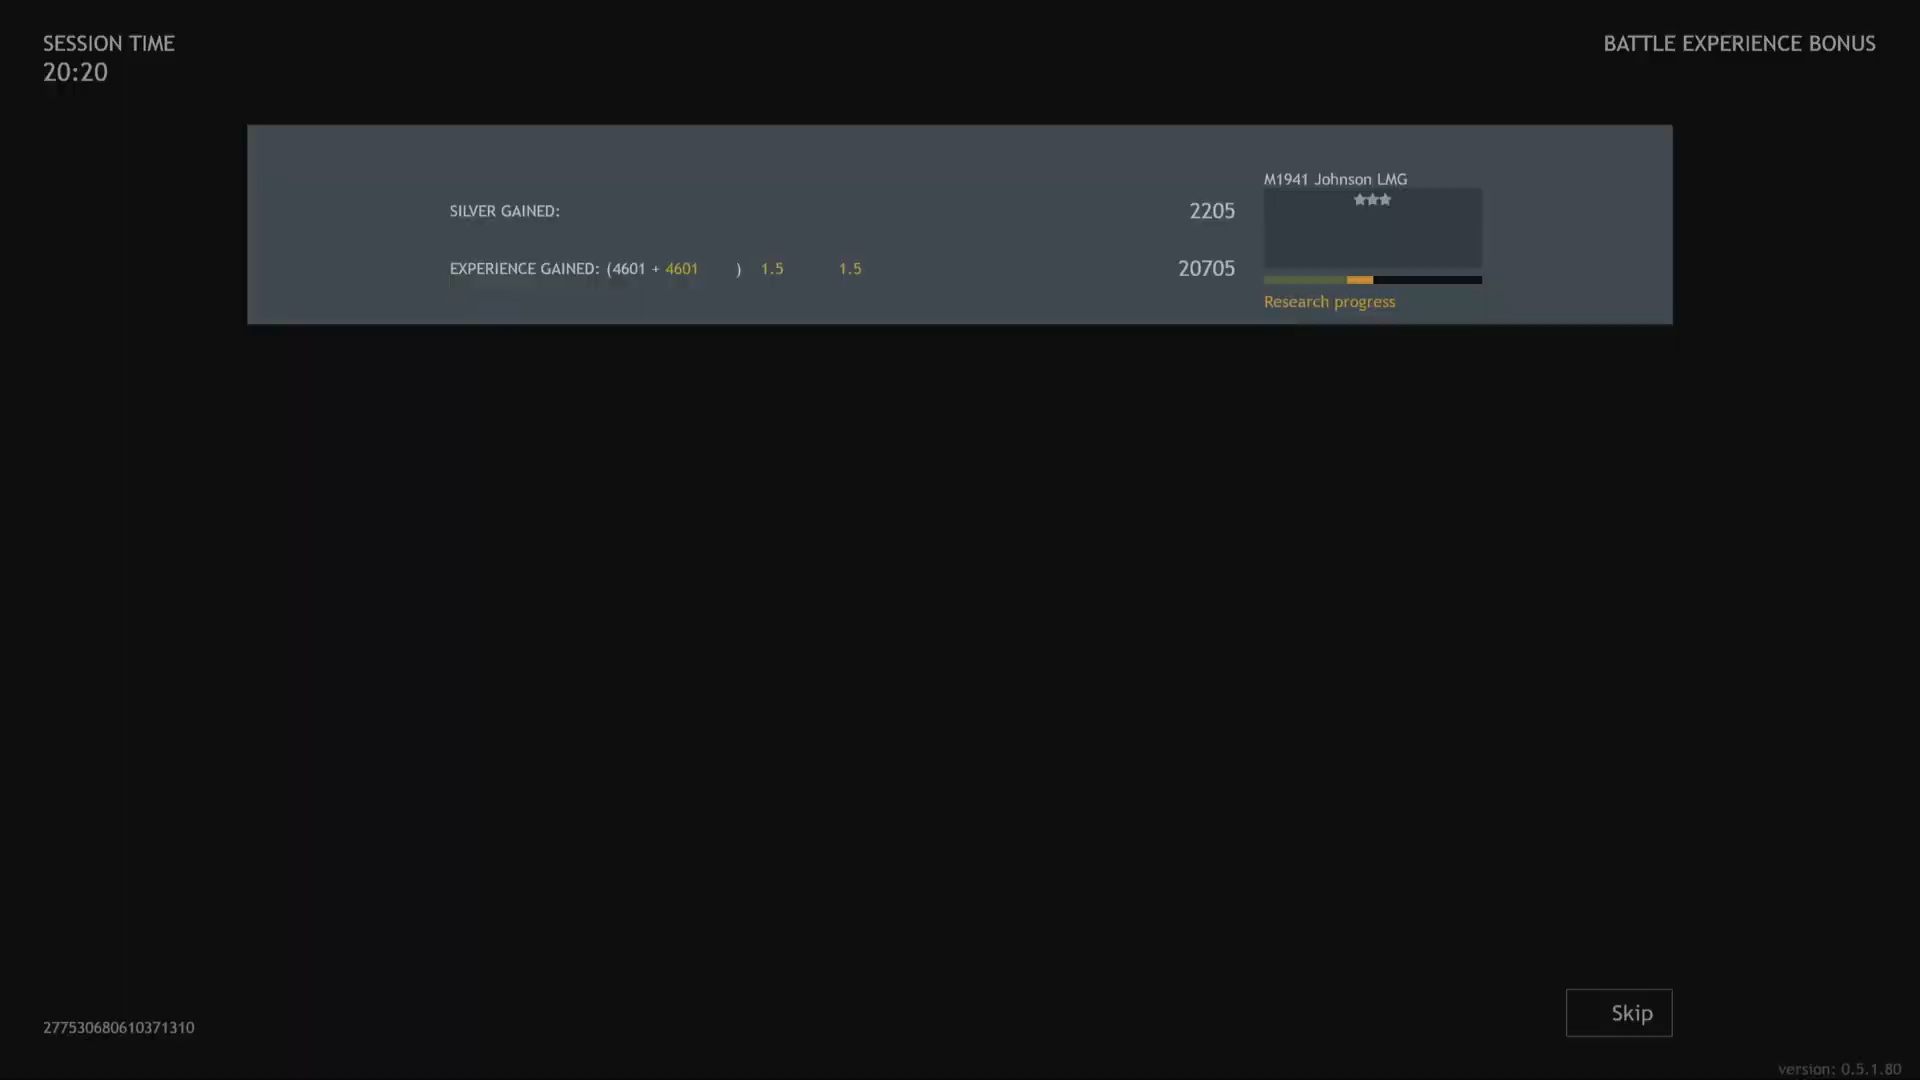 SESSION TIME
20:20
BATTLE EXPERIENCE BONUS
M1941 Johnson LMG
SILVER GAINED: 2205
EXPERIENCE GAINED: (4601 + 4601 ) 1.5 1.5 20705
Research progress
Skip
277530680610371310
version: 0.5.1.80